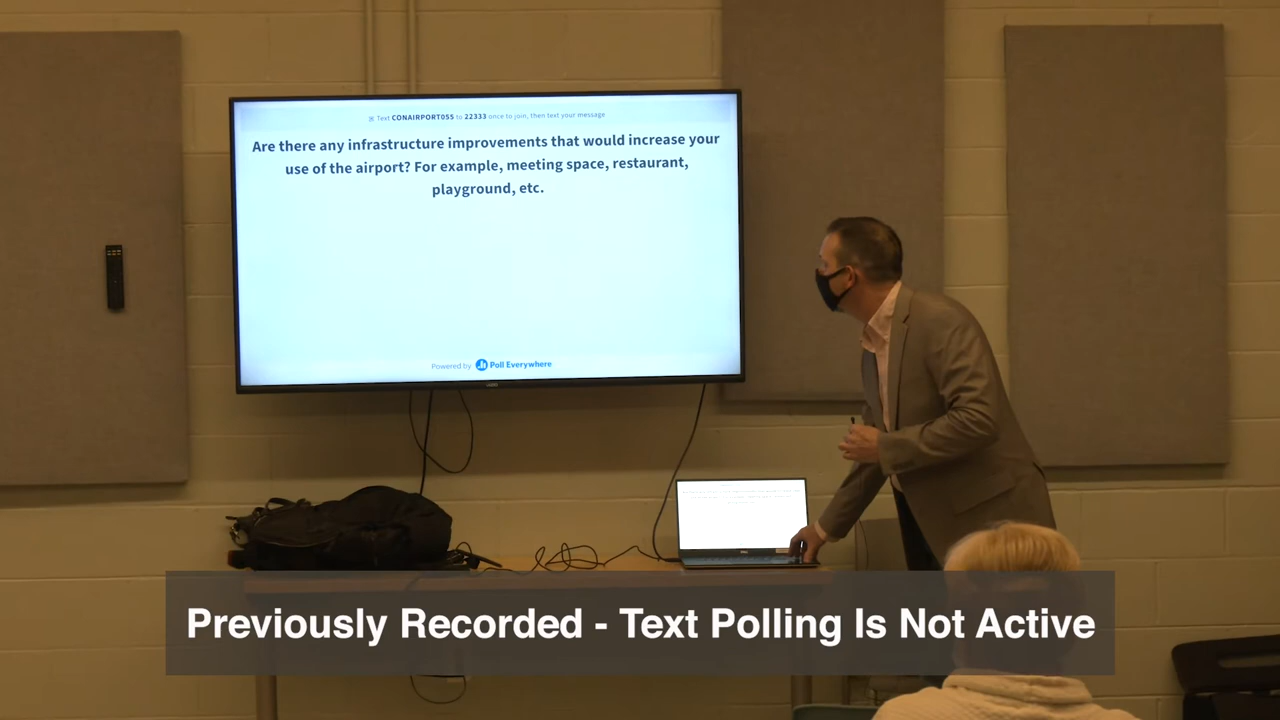 Text CONAIRPORT055 to 22333 once to join, then text your message
Are there any infrastructure improvements that would increase your
use of the airport? For example, meeting space, restaurant,
playground, etc.
Powered by Poll Everywhere
Previously Recorded - Text Polling Is Not Active